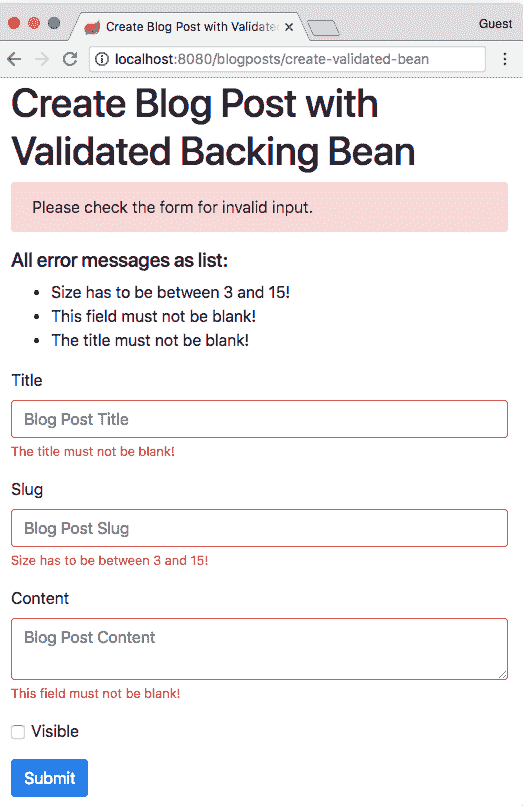 Create Blog Post with Validate
Guest
localhost:8080/blogposts/create-validated-bean
Create Blog Post with
Validated Backing Bean
Please check the form for invalid input.
All error messages as list:
• Size has to be between 3 and 15!
• This field must not be blank!
• The title must not be blank!
Title
Blog Post Title
The title must not be blank!
Slug
Blog Post Slug
Size has to be between 3 and 15!
Content
Blog Post Content
This field must not be blank!
Visible
Submit